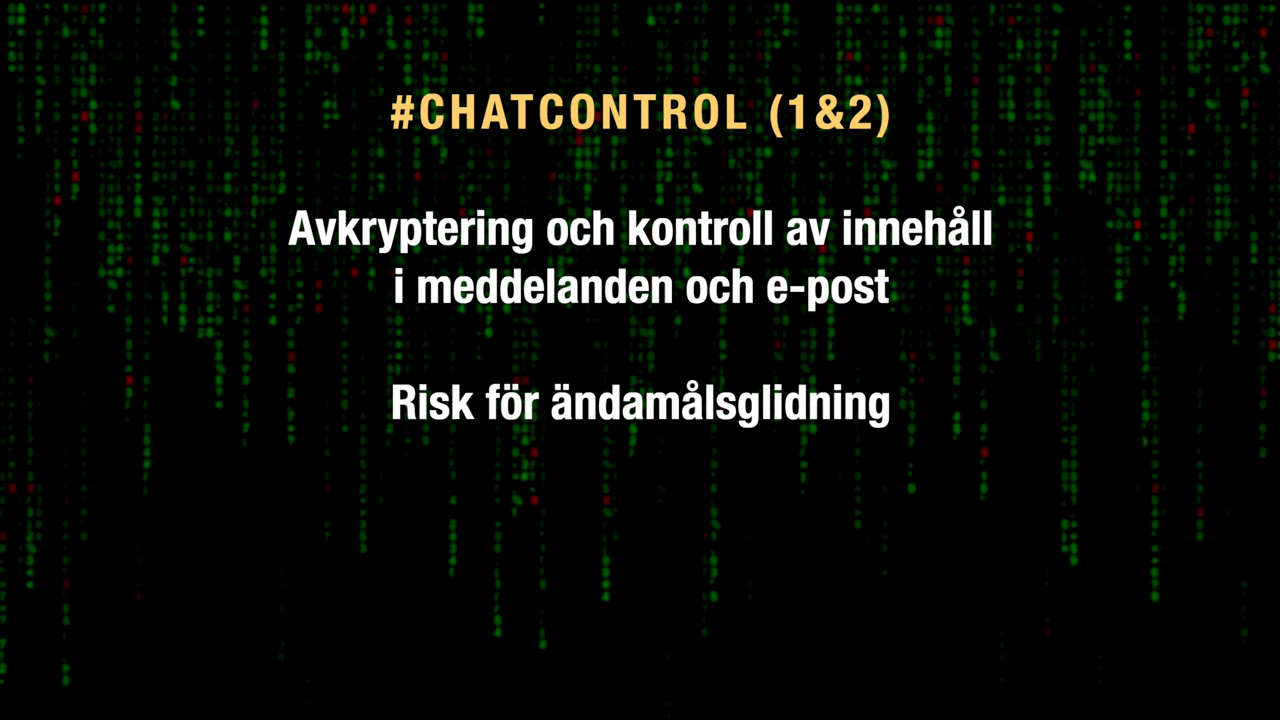 #CHATCONTROL (1&2)
Avkryptering och kontroll av innehåll
i meddelanden och e-post
Risk för ändamålsglidning